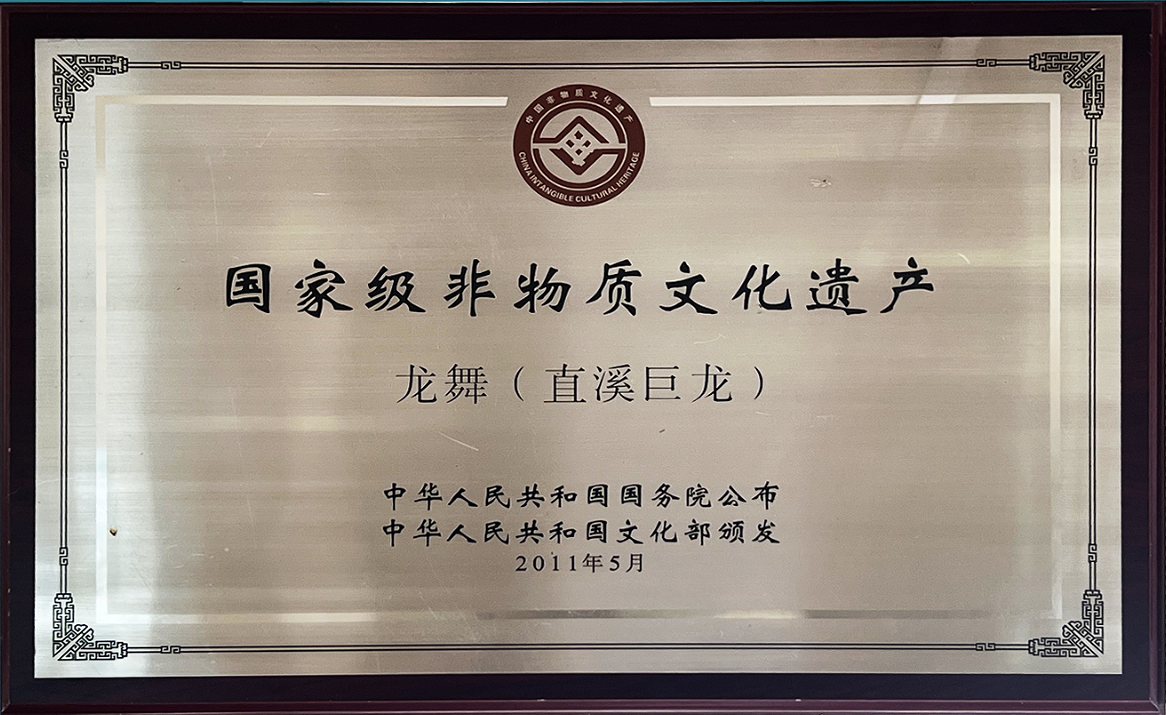 中国非物质文化遗产
CHINA INTANGIBLE CULTURAL HERITAGE
国家级非物质文化遗产
龙舞（直溪巨龙）
中华人民共和国国务院公布
中华人民共和国文化部颁发
2011年5月